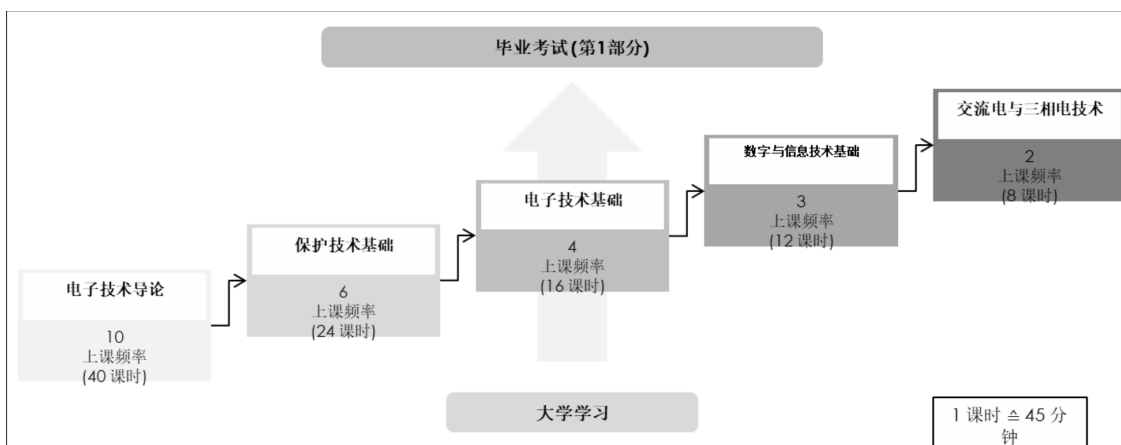 毕业考试(第1部分)
交流电与三相电技术
2
上课频率
(8 课时)
数字与信息技术基础
3
上课频率
(12 课时)
电子技术基础
4
上课频率
(16 课时)
保护技术基础
6
上课频率
(24 课时)
电子技术导论
10
上课频率
(40 课时)
大学学习
1 课时 ≙ 45 分
钟